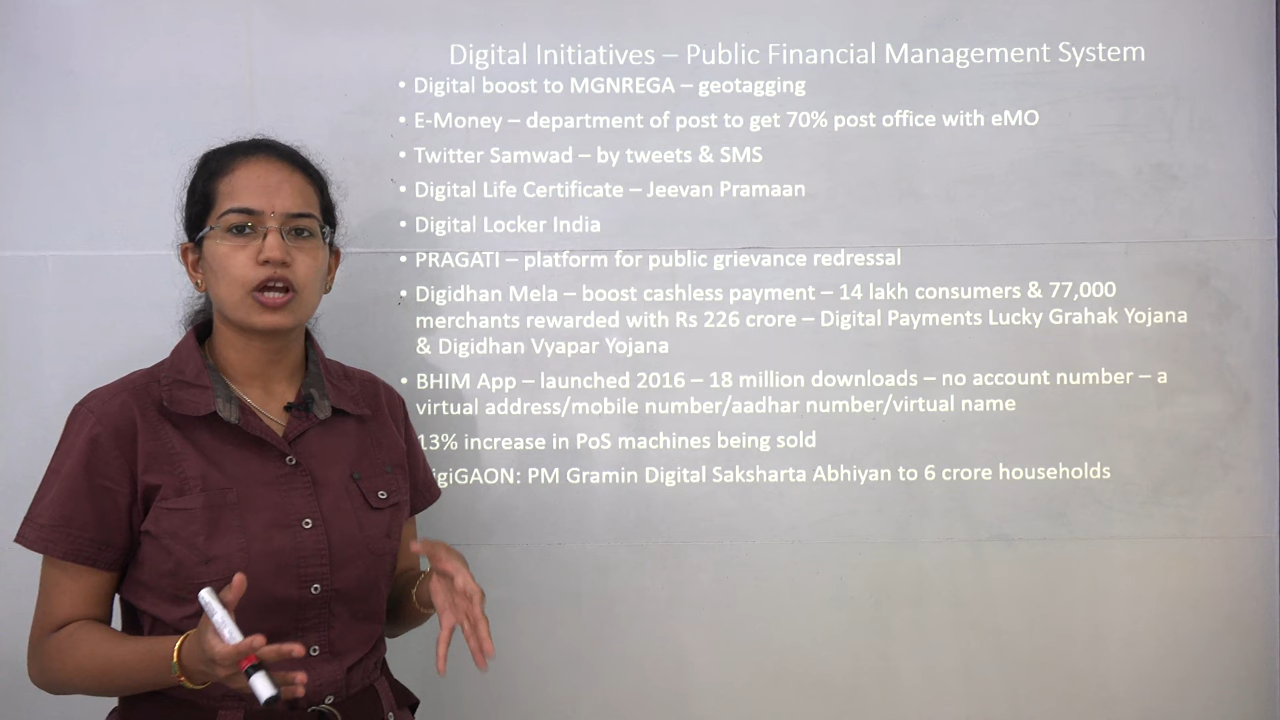 Digital Initiatives – Public Financial Management System
• Digital boost to MGNREGA – geotagging
• E-Money – department of post to get 70% post office with eMO
• Twitter Samwad – by tweets & SMS
• Digital Life Certificate – Jeevan Pramaan
• Digital Locker India
• PRAGATI – platform for public grievance redressal
• Digidhan Mela – boost cashless payment – 14 lakh consumers & 77,000
merchants rewarded with Rs 226 crore – Digital Payments Lucky Grahak Yojana
& Digidhan Vyapar Yojana
• BHIM App – launched 2016 – 18 million downloads – no account number – a
virtual address/mobile number/aadhar number/virtual name
13% increase in PoS machines being sold
igiGAON: PM Gramin Digital Saksharta Abhiyan to 6 crore households